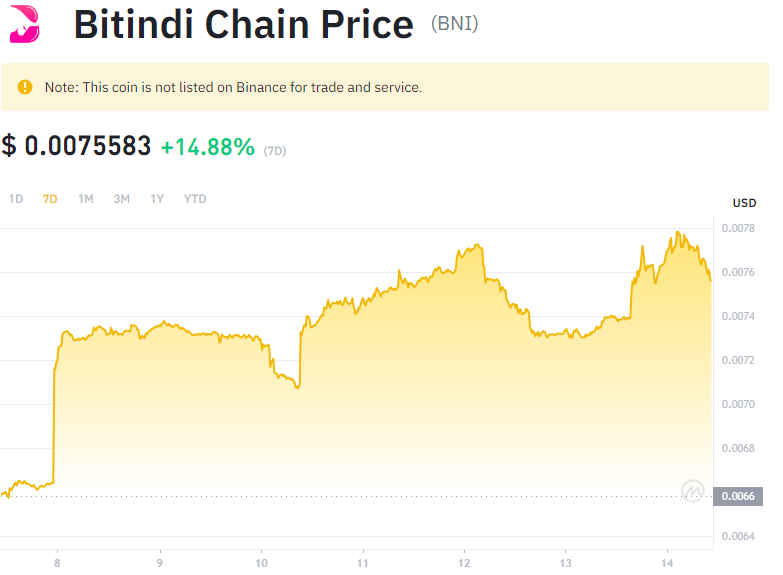 Bitindi Chain Price (BNI)
Note: This coin is not listed on Binance for trade and service.
$ 0.0075583 +14.88% (7D)
1D 7D 1M 3M 1Y YTD
USD
0.0078
0.0076
0.0074
0.0072
0.0070
0.0068
0.0066
0.0064
8 9 10 11 12 13 14